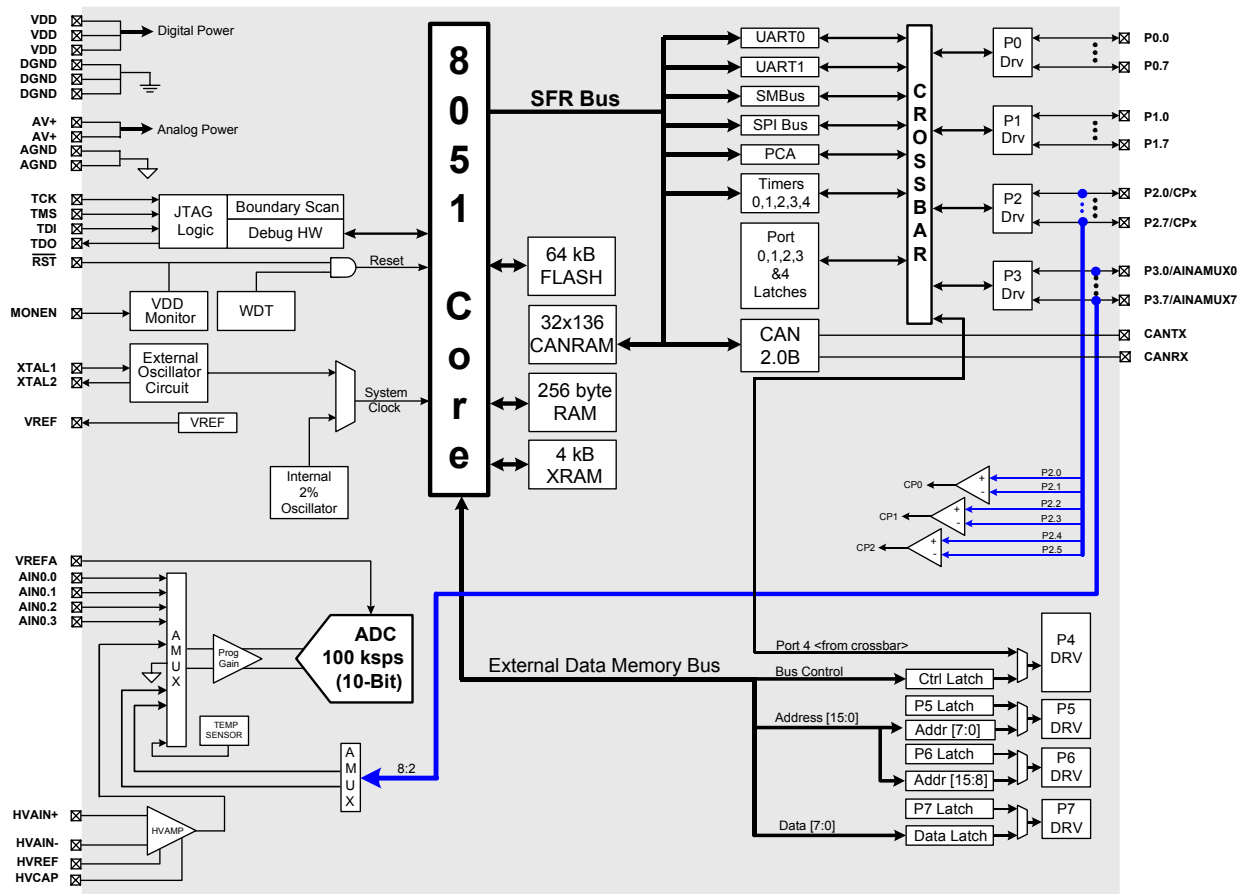 VDD
VDD
VDD
Digital Power
DGND
DGND
DGND
AV+
AV+
Analog Power
AGND
AGND
TCK
TMS
TDI
TDO
JTAG
Logic
Boundary Scan
Debug HW
RST
Reset
MONEN
VDD
Monitor
WDT
XTAL1
XTAL2
External
Oscillator
Circuit
System
Clock
VREF
VREF
Internal
2%
Oscillator
8051 Core
SFR Bus
64 kB
FLASH
32x136
CANRAM
256 byte
RAM
4 kB
XRAM
UART0
UART1
SMBus
SPI Bus
PCA
Timers
0,1,2,3,4
Port
0,1,2,3
&4
Latches
CAN
2.0B
CROSSBAR
P0
Drv
P1
Drv
P2
Drv
P3
Drv
P0.0
P0.7
P1.0
P1.7
P2.0/CPx
P2.7/CPx
P3.0/AINAMUX0
P3.7/AINAMUX7
CANTX
CANRX
CP0
+
-
P2.0
P2.1
CP1
+
-
P2.2
P2.3
CP2
+
-
P2.4
P2.5
VREFA
AIN0.0
AIN0.1
AIN0.2
AIN0.3
AMUX
Prog
Gain
ADC
100 ksps
(10-Bit)
TEMP
SENSOR
AMUX
8:2
HVAIN+
HVAIN-
HVREF
HVCAP
HVAMP
External Data Memory Bus
Port 4 <from crossbar>
Bus Control
Ctrl Latch
P4
DRV
Address [15:0]
P5 Latch
Addr [7:0]
P5
DRV
P6 Latch
Addr [15:8]
P6
DRV
Data [7:0]
P7 Latch
Data Latch
P7
DRV